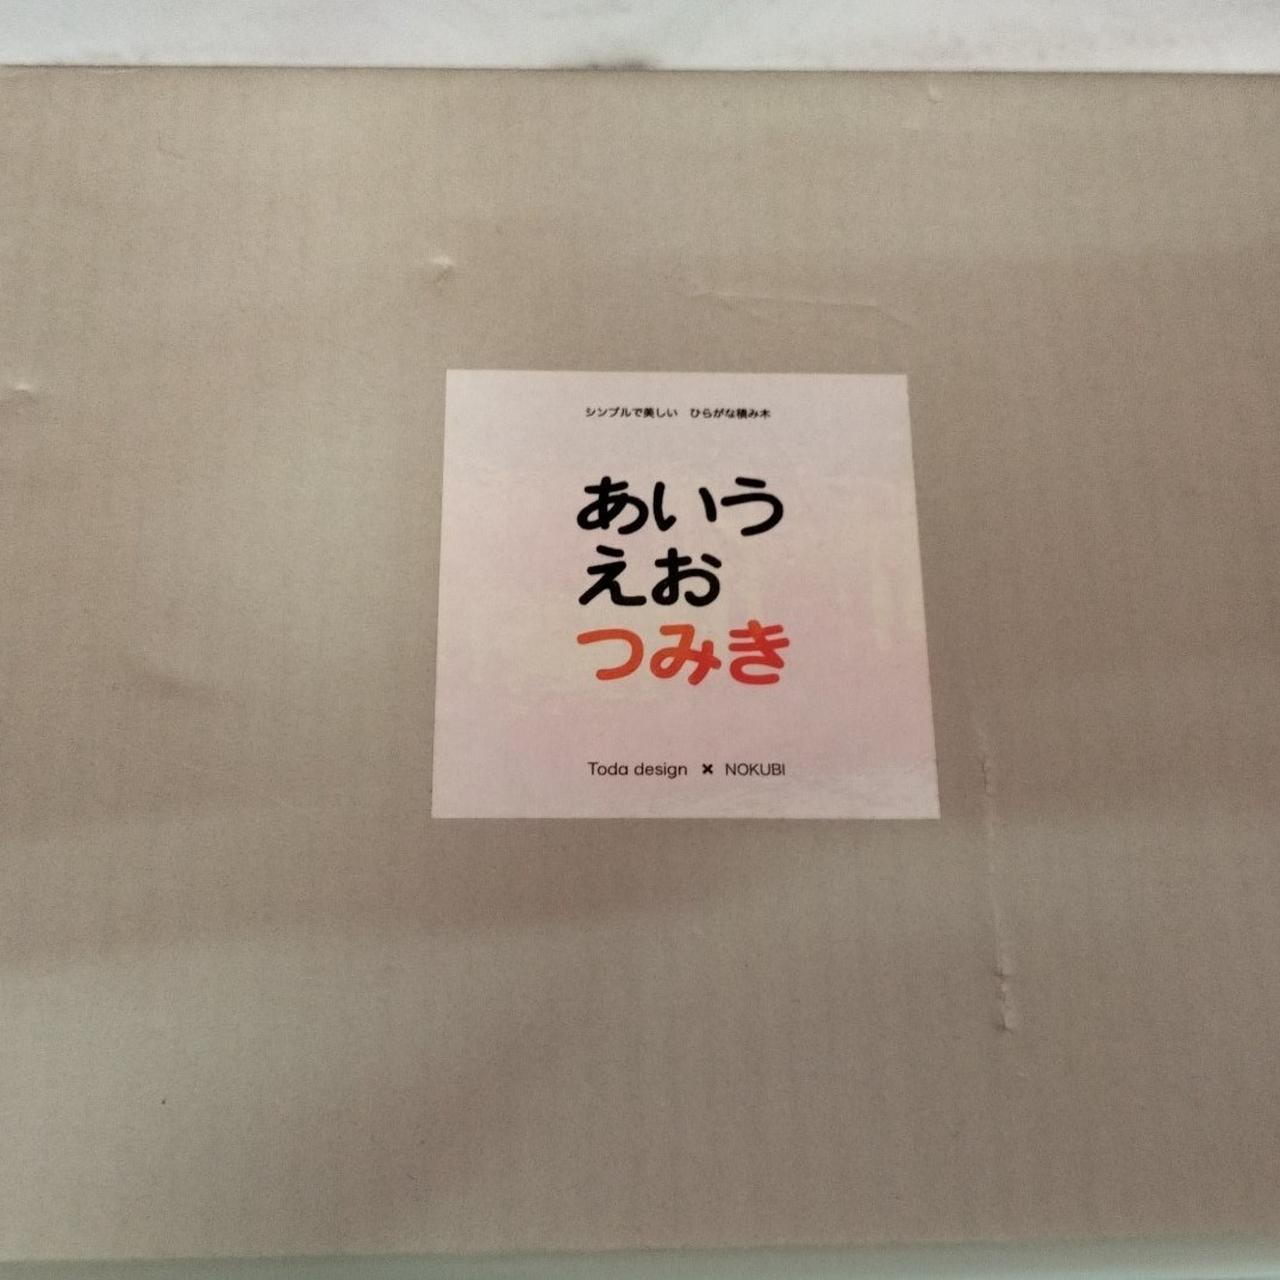 シンプルで美しい ひらがな積み木
あいう
えお
つみき
Toda design × NOKUBI